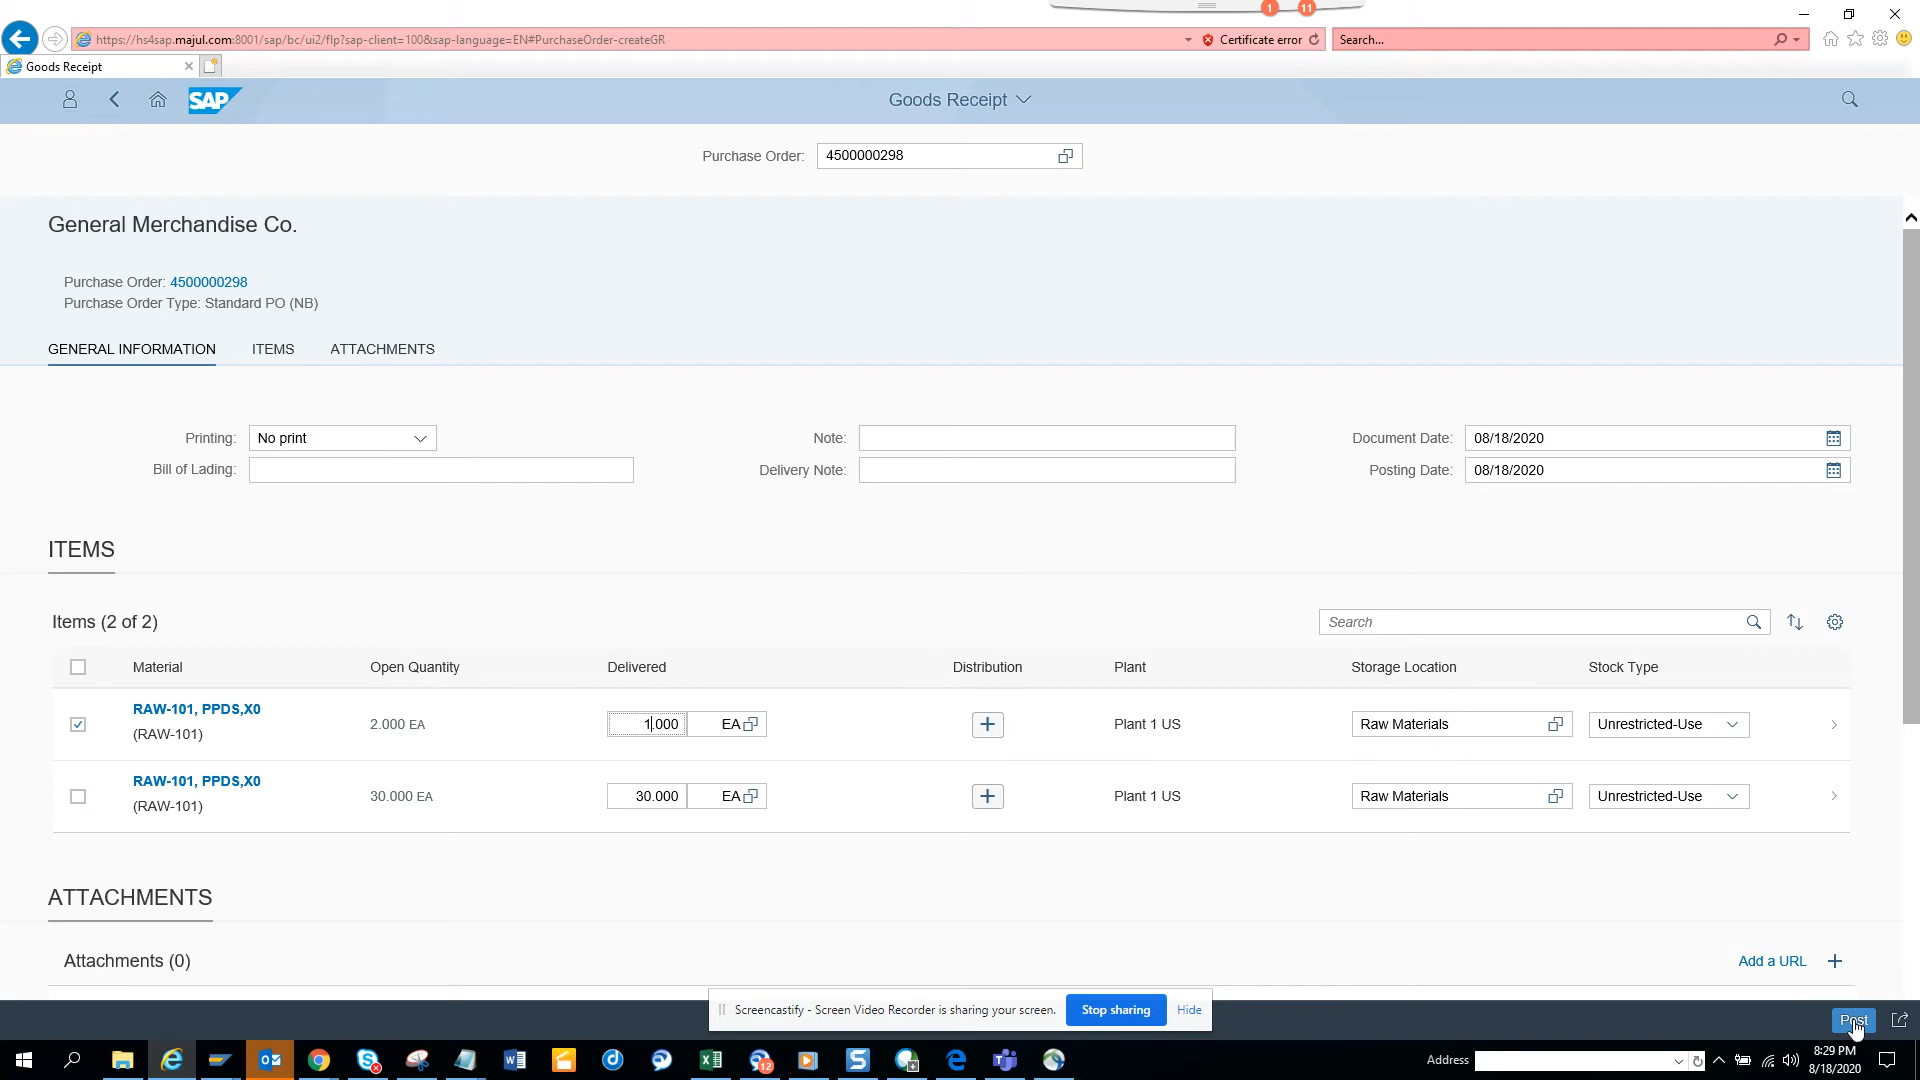 1
11
https://hs4sap.majul.com:8001/sap/bc/ui2/flp?sap-client=100&sap-language=EN#PurchaseOrder-createGR
Certificate error
Search...
Goods Receipt
SAP
Goods Receipt
Purchase Order:
4500000298
General Merchandise Co.
Purchase Order: 4500000298
Purchase Order Type: Standard PO (NB)
GENERAL INFORMATION
ITEMS
ATTACHMENTS
Printing:
No print
Note:
Document Date:
08/18/2020
Bill of Lading:
Delivery Note:
Posting Date:
08/18/2020
ITEMS
Items (2 of 2)
Search
Material
Open Quantity
Delivered
Distribution
Plant
Storage Location
Stock Type
RAW-101, PPDS,X0
(RAW-101)
2.000 EA
1.000
EA
Plant 1 US
Raw Materials
Unrestricted-Use
RAW-101, PPDS,X0
(RAW-101)
30.000 EA
30.000
EA
Plant 1 US
Raw Materials
Unrestricted-Use
ATTACHMENTS
Attachments (0)
Add a URL
Screencastify - Screen Video Recorder is sharing your screen.
Stop sharing
Hide
Post
12
Address
8:29 PM
8/18/2020